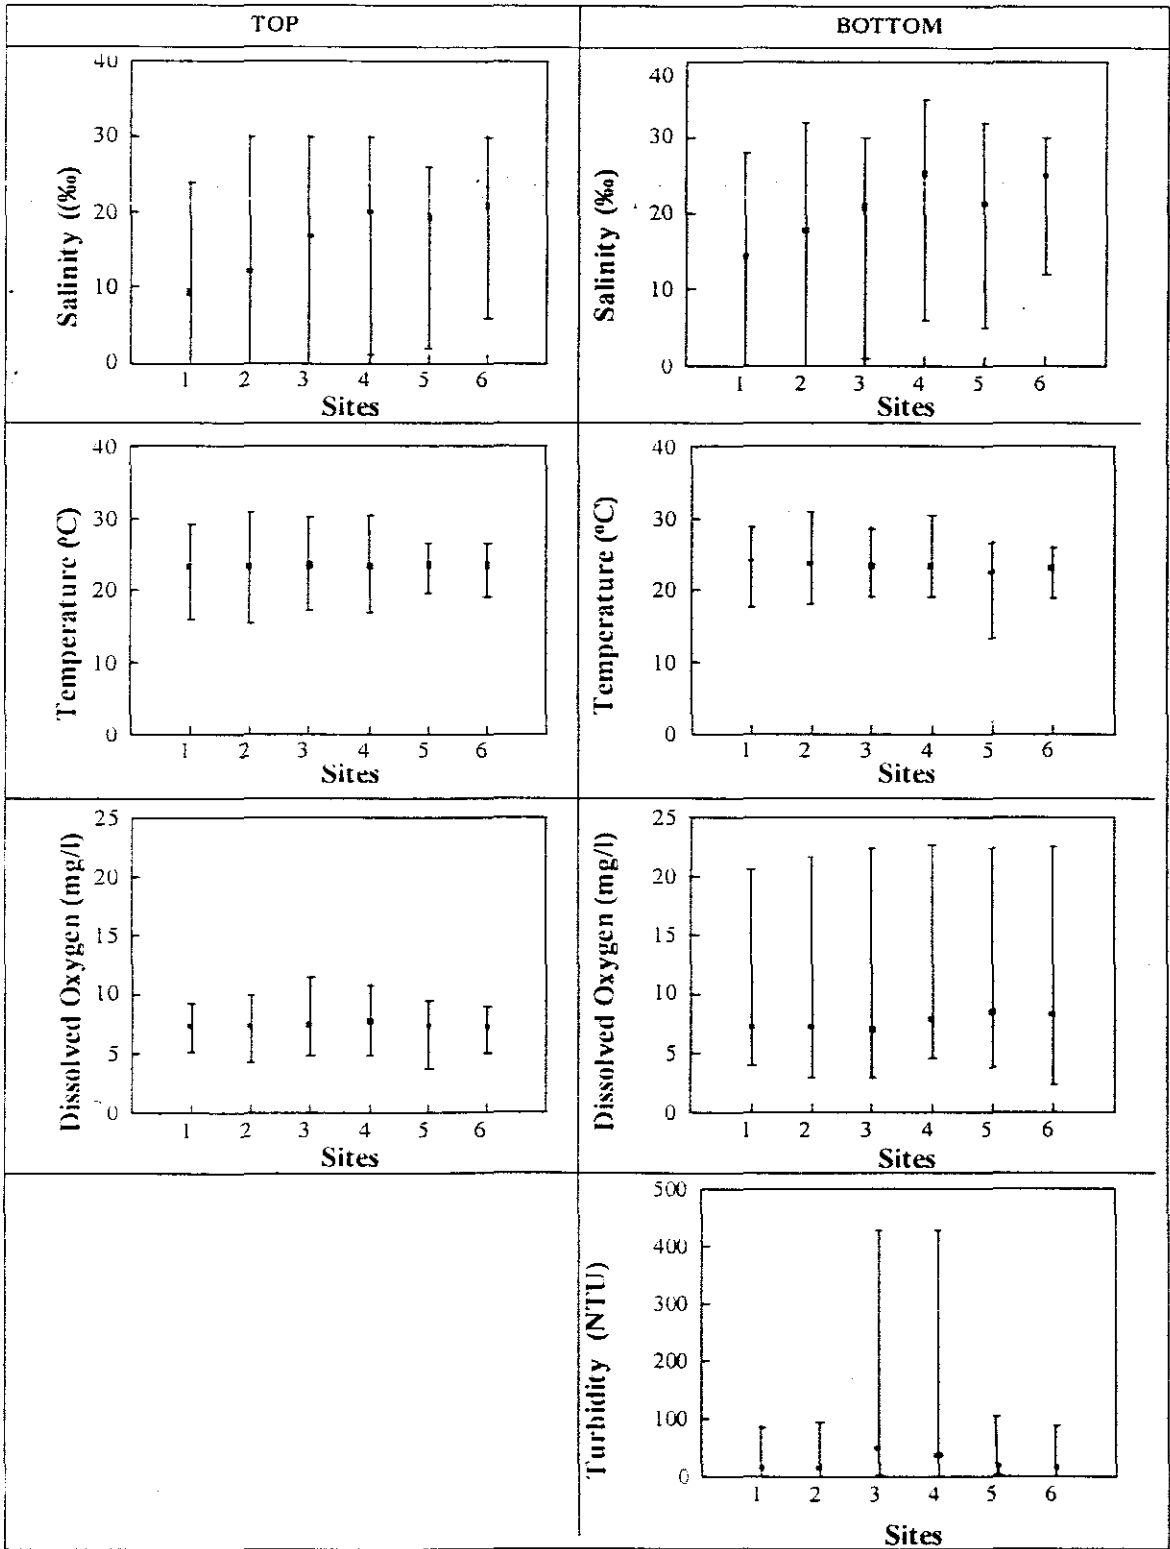 TOP BOTTOM
Salinity ((‰)
40
30
20
10
0
1 2 3 4 5 6
Sites
Salinity (‰)
40
30
20
10
0
1 2 3 4 5 6
Sites
Temperature (ºC)
40
30
20
10
0
1 2 3 4 5 6
Sites
Temperature (ºC)
40
30
20
10
0
1 2 3 4 5 6
Sites
Dissolved Oxygen (mg/l)
25
20
15
10
5
0
1 2 3 4 5 6
Sites
Dissolved Oxygen (mg/l)
25
20
15
10
5
0
1 2 3 4 5 6
Sites
Turbidity (NTU)
500
400
300
200
100
0
1 2 3 4 5 6
Sites